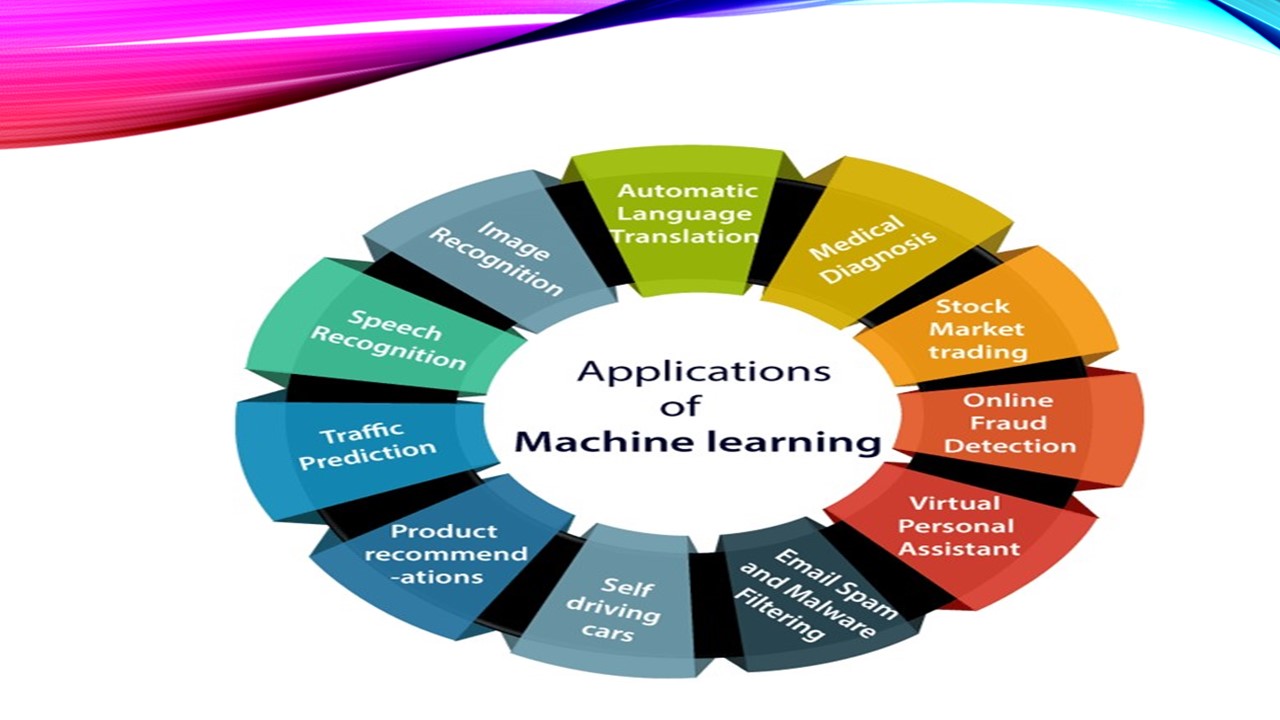 Applications
of
Machine learning
Automatic
Language
Translation
Medical
Diagnosis
Stock
Market
trading
Online
Fraud
Detection
Virtual
Personal
Assistant
Email Spam
and Malware
Filtering
Self
driving
cars
Product
recommend
-ations
Traffic
Prediction
Speech
Recognition
Image
Recognition